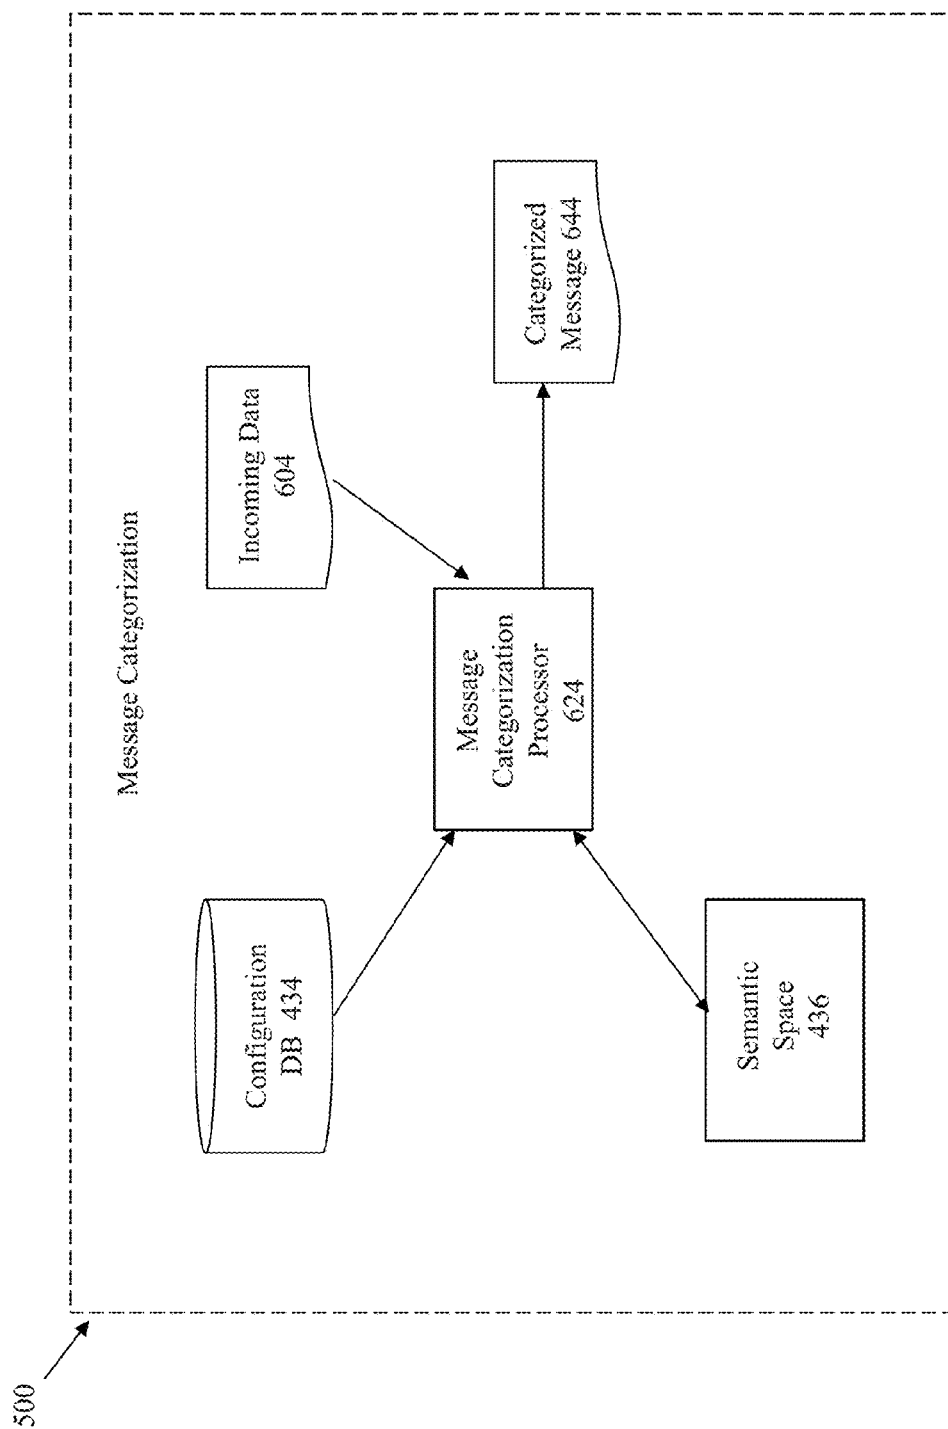 500
Message Categorization
Configuration
DB 434
Incoming Data
604
Message
Categorization
Processor
624
Categorized
Message 644
Semantic
Space
436